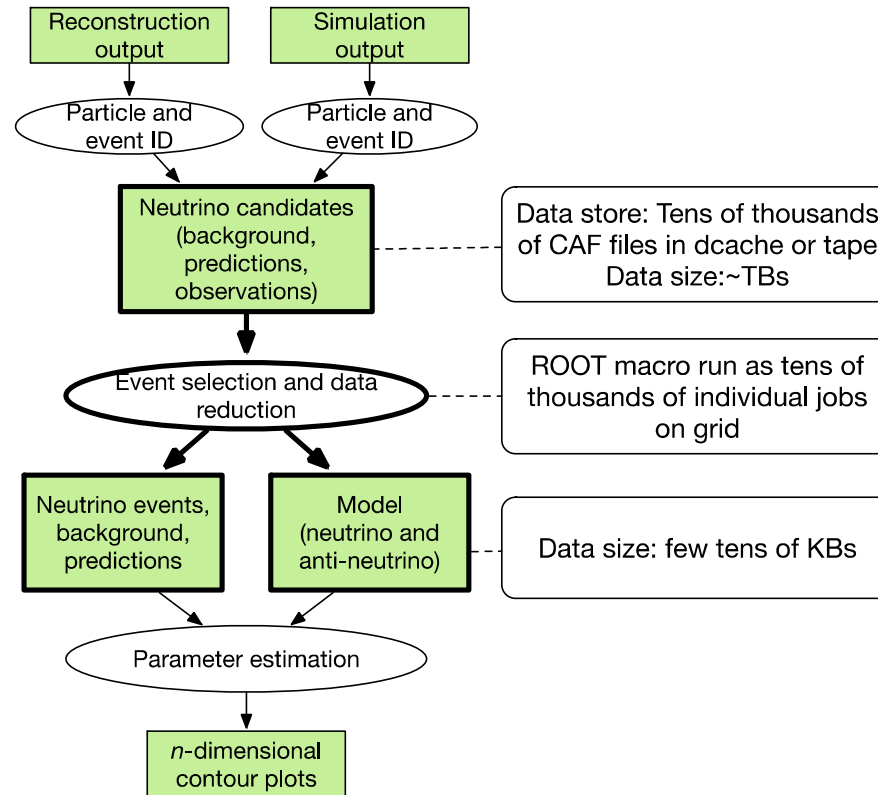 Reconstruction
output
Simulation
output
Particle and
event ID
Particle and
event ID
Neutrino candidates
(background,
predictions,
observations)
Data store: Tens of thousands
of CAF files in dcache or tape
Data size:~TBs
Event selection and data
reduction
ROOT macro run as tens of
thousands of individual jobs
on grid
Neutrino events,
background,
predictions
Model
(neutrino and
anti-neutrino)
Data size: few tens of KBs
Parameter estimation
n-dimensional
contour plots